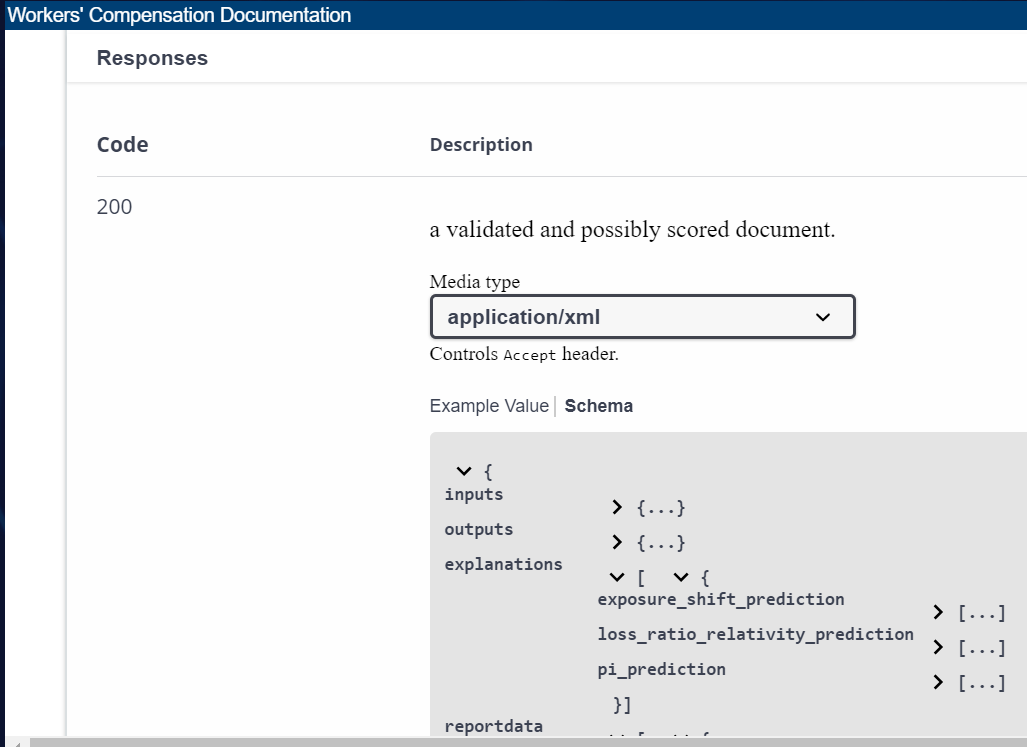 Workers' Compensation Documentation
Responses
Code Description
200
a validated and possibly scored document.
Media type
application/xml
Controls Accept header.
Example Value Schema
{
inputs
{...}
outputs
{...}
explanations
[ {
exposure_shift_prediction
[...]
loss_ratio_relativity_prediction
[...]
pi_prediction
[...]
}]
reportdata